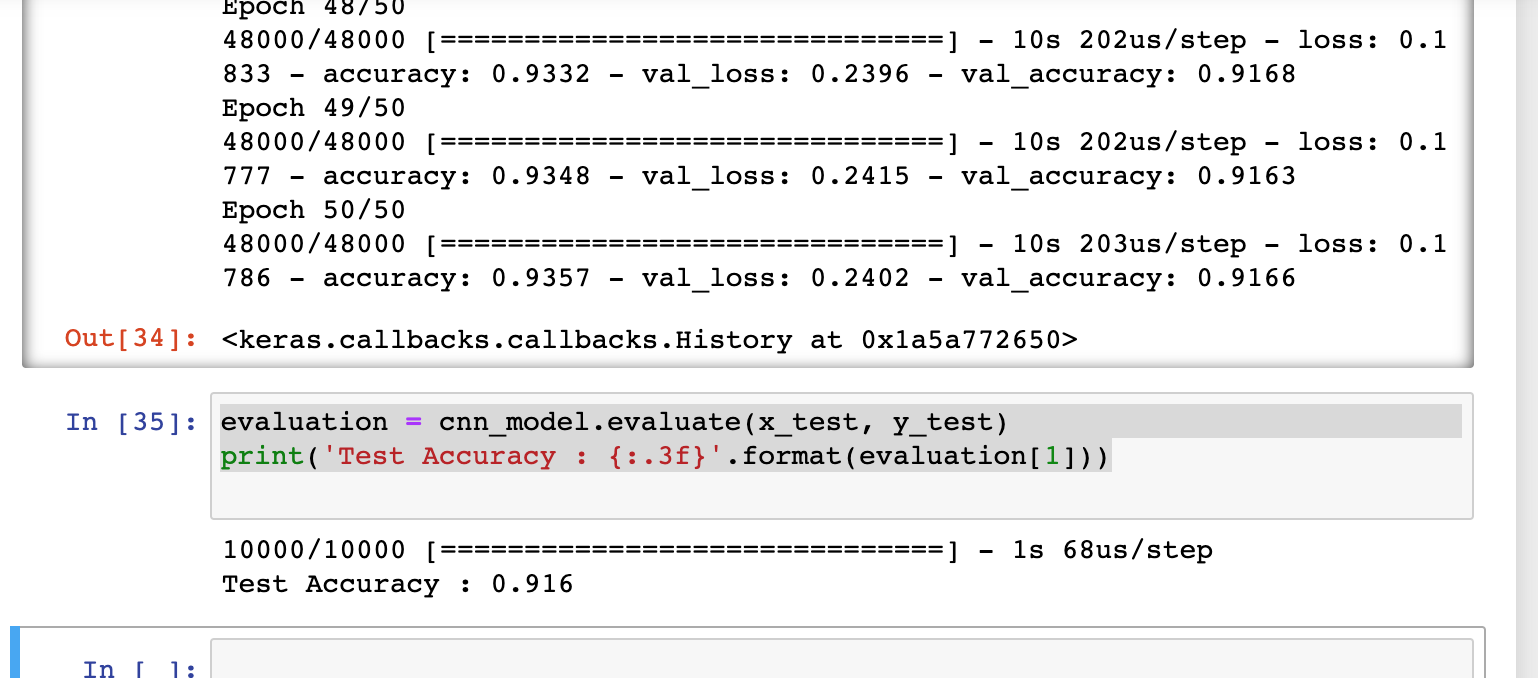 Epoch 48/50
48000/48000 [==============================] - 10s 202us/step - loss: 0.1
833 - accuracy: 0.9332 - val_loss: 0.2396 - val_accuracy: 0.9168
Epoch 49/50
48000/48000 [==============================] - 10s 202us/step - loss: 0.1
777 - accuracy: 0.9348 - val_loss: 0.2415 - val_accuracy: 0.9163
Epoch 50/50
48000/48000 [==============================] - 10s 203us/step - loss: 0.1
786 - accuracy: 0.9357 - val_loss: 0.2402 - val_accuracy: 0.9166
Out[34]: <keras.callbacks.callbacks.History at 0x1a5a772650>
In [35]: evaluation = cnn_model.evaluate(x_test, y_test)
print('Test Accuracy : {:.3f}'.format(evaluation[1]))
10000/10000 [==============================] - 1s 68us/step
Test Accuracy : 0.916
In [ ]: